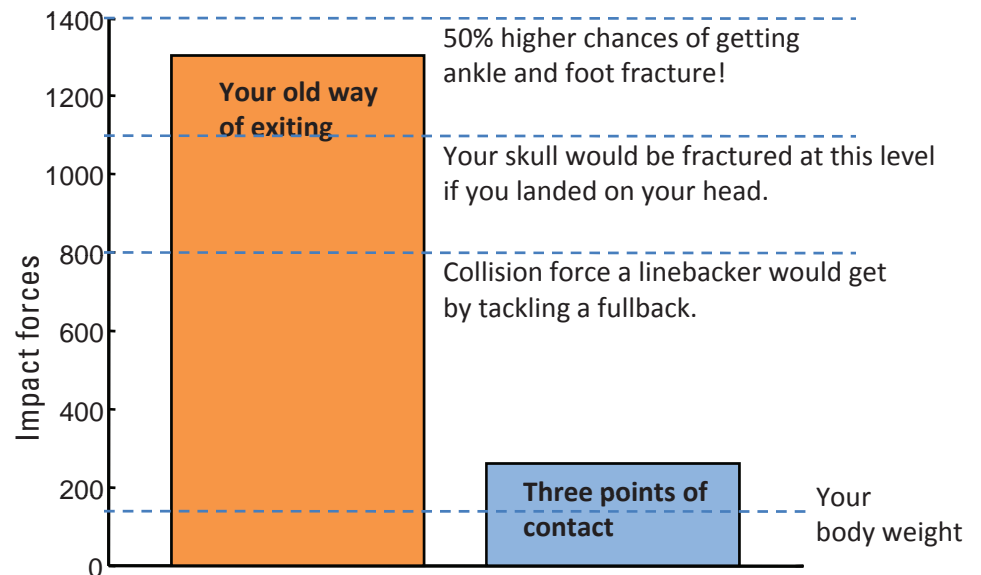 1400
50% higher chances of getting
ankle and foot fracture!
Your old way
of exiting
1200
Your skull would be fractured at this level
if you landed on your head.
1000
800
Collision force a linebacker would get
by tackling a fullback.
600
400
Impact forces
200
Three points of
contact
Your
body weight
0